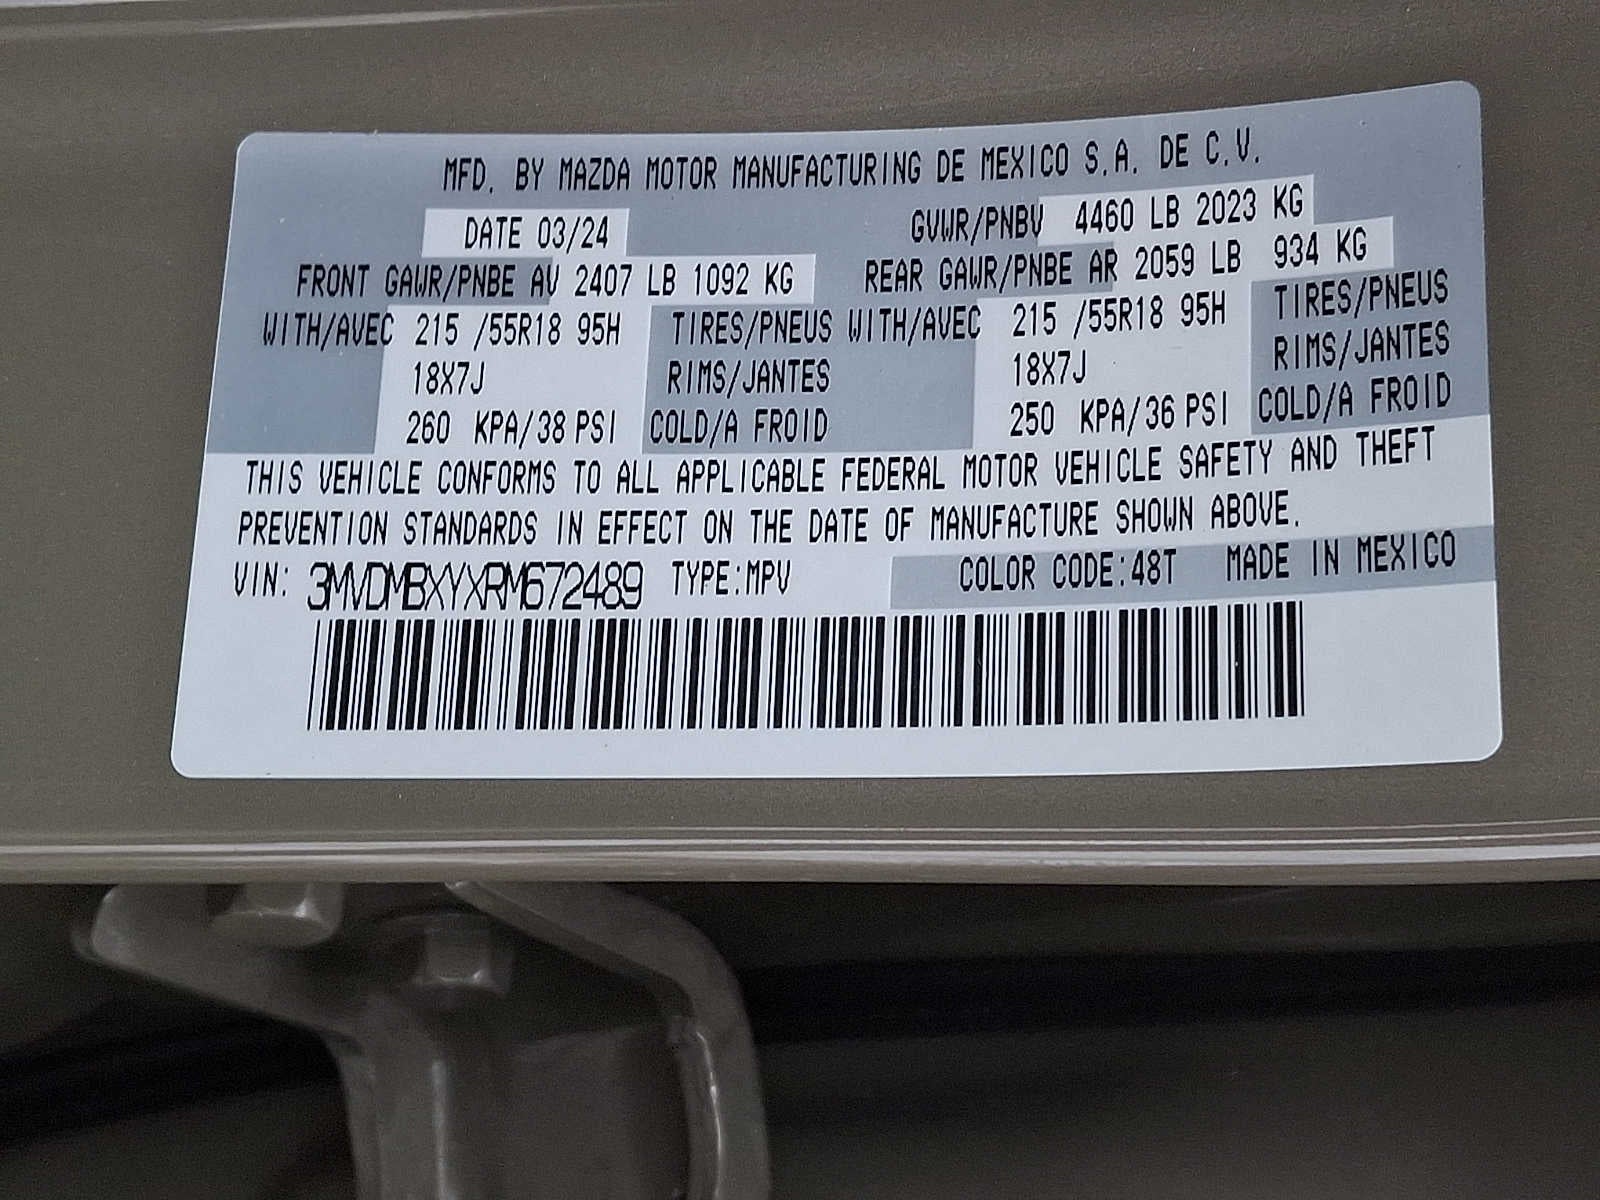 MFD. BY MAZDA MOTOR MANUFACTURING DE MEXICO S.A. DE C.V.
DATE 03/24 GVWR/PNBV 4460 LB 2023 KG
FRONT GAWR/PNBE AV 2407 LB 1092 KG REAR GAWR/PNBE AR 2059 LB 934 KG
WITH/AVEC 215 /55R18 95H TIRES/PNEUS WITH/AVEC 215 /55R18 95H TIRES/PNEUS
18X7J RIMS/JANTES 18X7J RIMS/JANTES
260 KPA/38 PSI COLD/A FROID 250 KPA/36 PSI COLD/A FROID
THIS VEHICLE CONFORMS TO ALL APPLICABLE FEDERAL MOTOR VEHICLE SAFETY AND THEFT
PREVENTION STANDARDS IN EFFECT ON THE DATE OF MANUFACTURE SHOWN ABOVE.
VIN: 3MVDMBXYXRM672489 TYPE:MPV COLOR CODE:48T MADE IN MEXICO